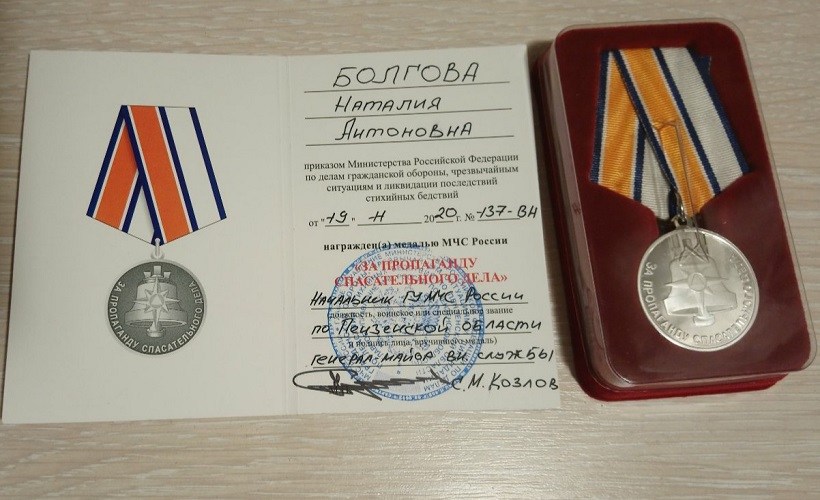 ЗА ПРОПАГАНДУ СПАСАТЕЛЬНОГО ДЕЛА
БОЛГОВА
Наталия
Антоновна
приказом Министерства Российской Федерации
по делам гражданской обороны, чрезвычайным
ситуациям и ликвидации последствий
стихийных бедствий
от "19" H 2020 г. № 137-ВН
награжден(а) медалью МЧС России
«ЗА ПРОПАГАНДУ
СПАСАТЕЛЬНОГО ДЕЛА»
Начальник ГУ МЧС России
(должность, воинское или специальное звание
по Пензенской области
и подпись лица, вручившего медаль)
генерал-майор вн. службы
С.М. Козлов
ЗА ПРОПАГАНДУ СПАСАТЕЛЬНОГО